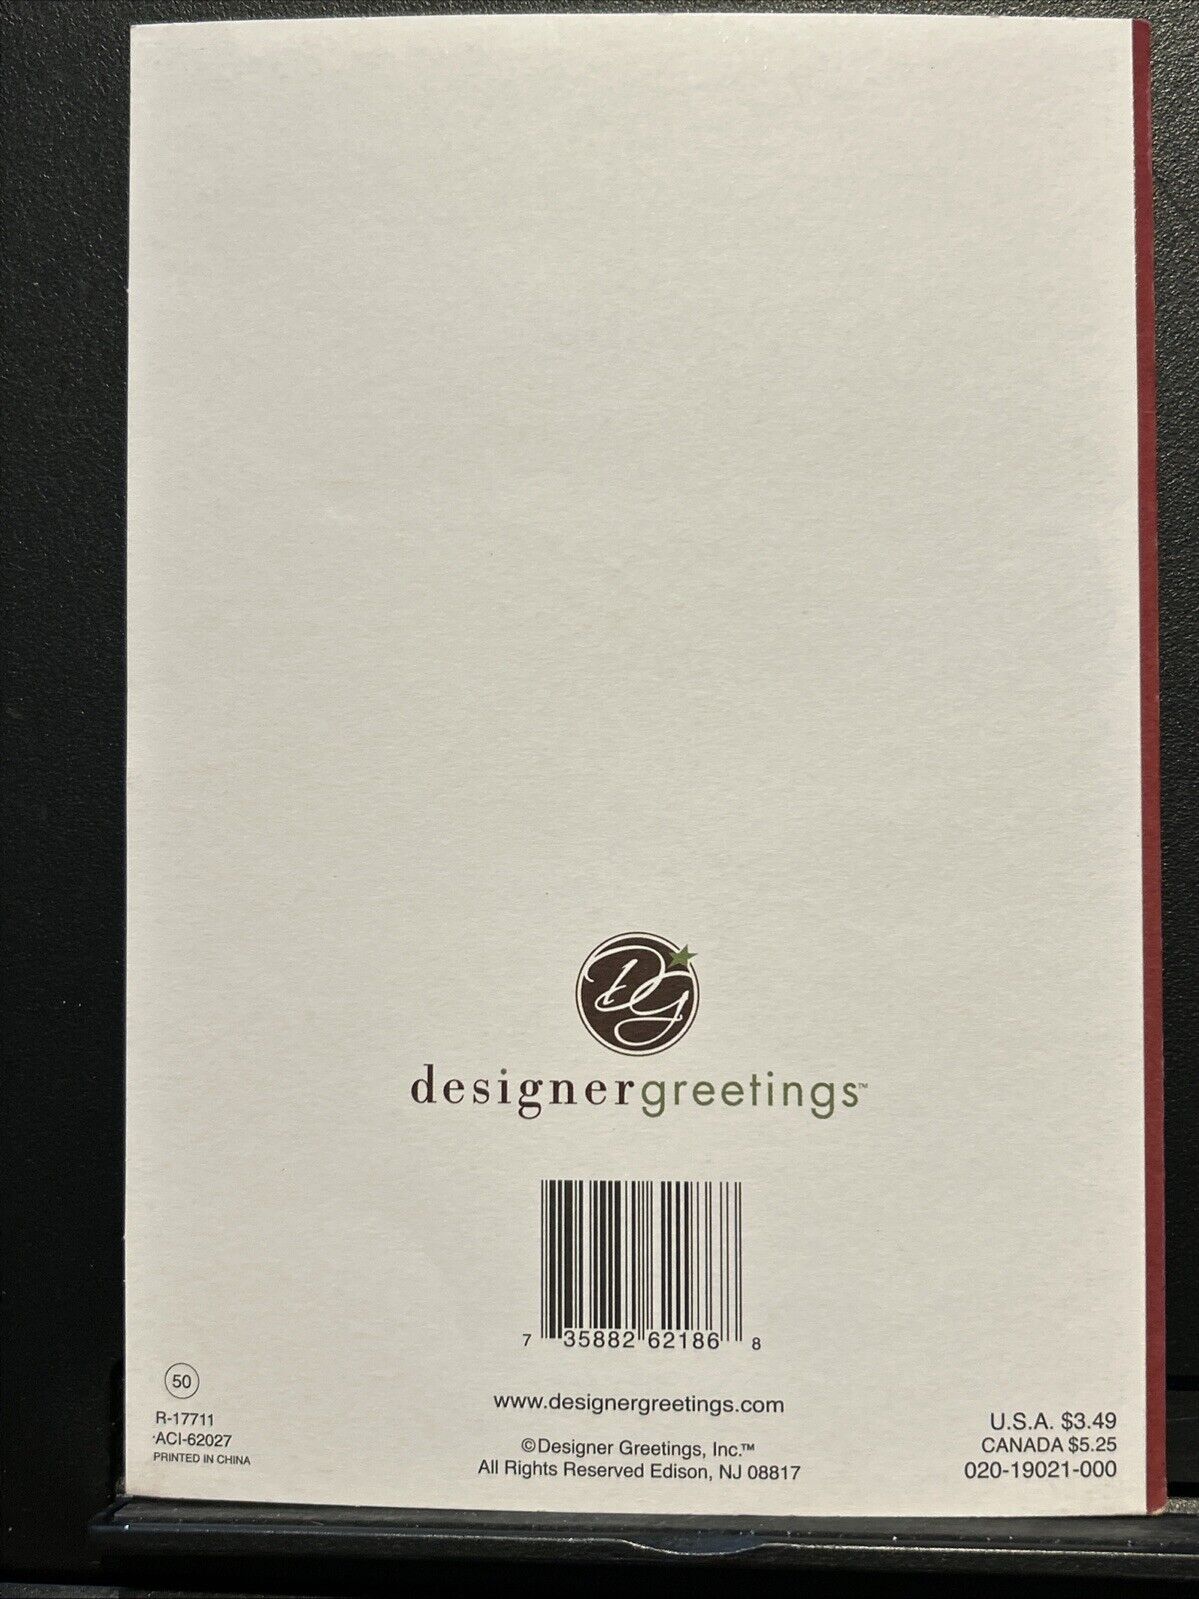 DG
designergreetings™
7 35882 62186 8
www.designergreetings.com
©Designer Greetings, Inc.™
All Rights Reserved Edison, NJ 08817
50
R-17711
ACI-62027
PRINTED IN CHINA
U.S.A. $3.49
CANADA $5.25
020-19021-000